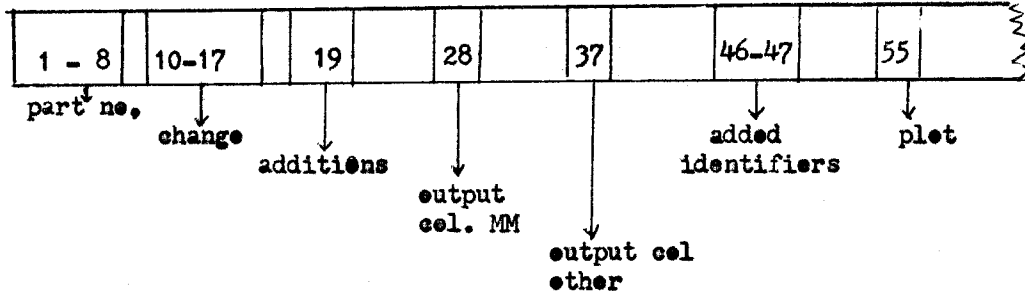 1 - 8 10-17 19 28 37 46-47 55
part no.
change
additions
output
col. MM
output col
other
added
identifiers
plot